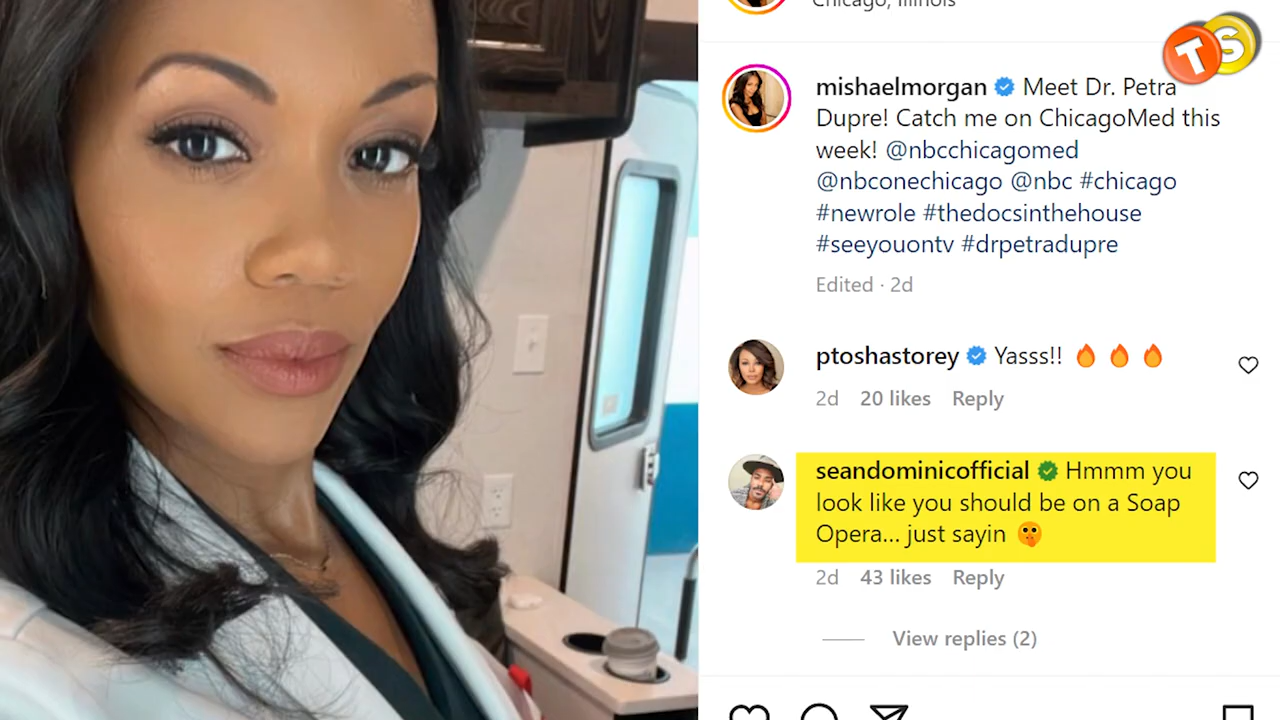 Chicago, Illinois
TS
mishaelmorgan Meet Dr. Petra
Dupre! Catch me on ChicagoMed this
week! @nbcchicagomed
@nbconechicago @nbc #chicago
#newrole #thedocsinthehouse
#seeyouontv #drpetradupre
Edited · 2d
ptoshastorey Yasss!! 🔥 🔥 🔥
2d 20 likes Reply
seandominicofficial Hmmm you
look like you should be on a Soap
Opera... just sayin 🤫
2d 43 likes Reply
View replies (2)